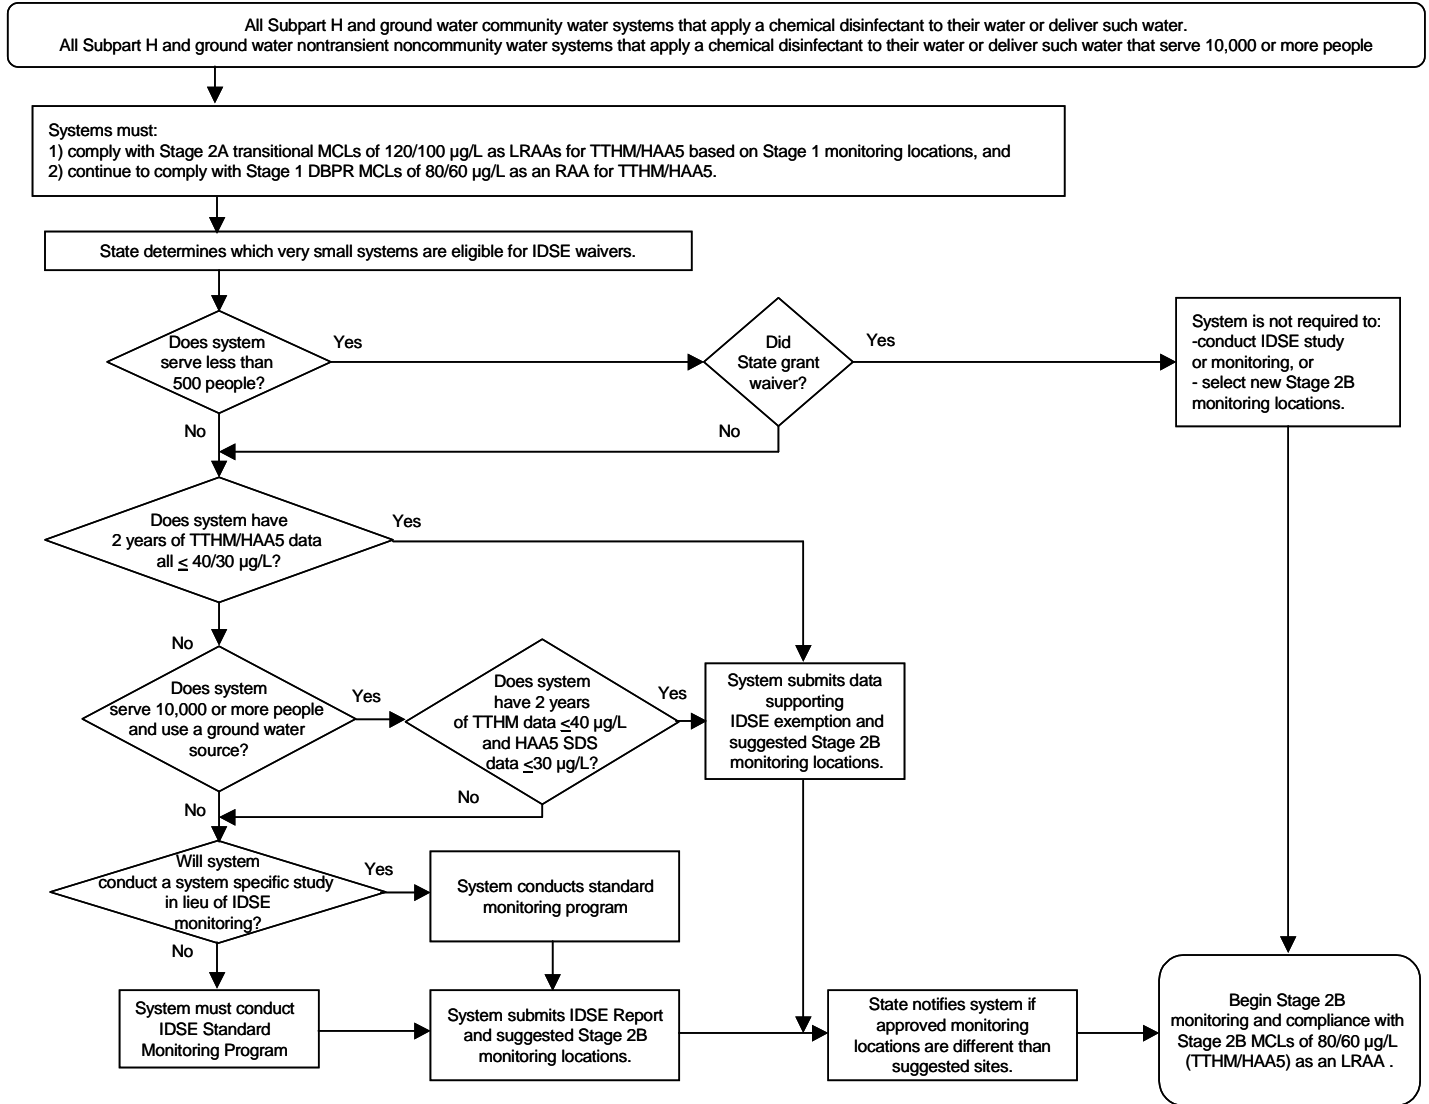 All Subpart H and ground water community water systems that apply a chemical disinfectant to their water or deliver such water.
All Subpart H and ground water nontransient noncommunity water systems that apply a chemical disinfectant to their water or deliver such water that serve 10,000 or more people
Systems must:
1) comply with Stage 2A transitional MCLs of 120/100 µg/L as LRAAs for TTHM/HAA5 based on Stage 1 monitoring locations, and
2) continue to comply with Stage 1 DBPR MCLs of 80/60 µg/L as an RAA for TTHM/HAA5.
State determines which very small systems are eligible for IDSE waivers.
Does system
serve less than
500 people?
Yes
No
Did
State grant
waiver?
Yes
No
System is not required to:
-conduct IDSE study
or monitoring, or
- select new Stage 2B
monitoring locations.
Does system have
2 years of TTHM/HAA5 data
all ≤ 40/30 µg/L?
Yes
No
Does system
serve 10,000 or more people
and use a ground water
source?
Yes
No
Does system
have 2 years
of TTHM data ≤40 µg/L
and HAA5 SDS
data ≤30 µg/L?
Yes
No
System submits data
supporting
IDSE exemption and
suggested Stage 2B
monitoring locations.
Will system
conduct a system specific study
in lieu of IDSE
monitoring?
Yes
No
System conducts standard
monitoring program
System must conduct
IDSE Standard
Monitoring Program
System submits IDSE Report
and suggested Stage 2B
monitoring locations.
State notifies system if
approved monitoring
locations are different than
suggested sites.
Begin Stage 2B
monitoring and compliance with
Stage 2B MCLs of 80/60 µg/L
(TTHM/HAA5) as an LRAA .